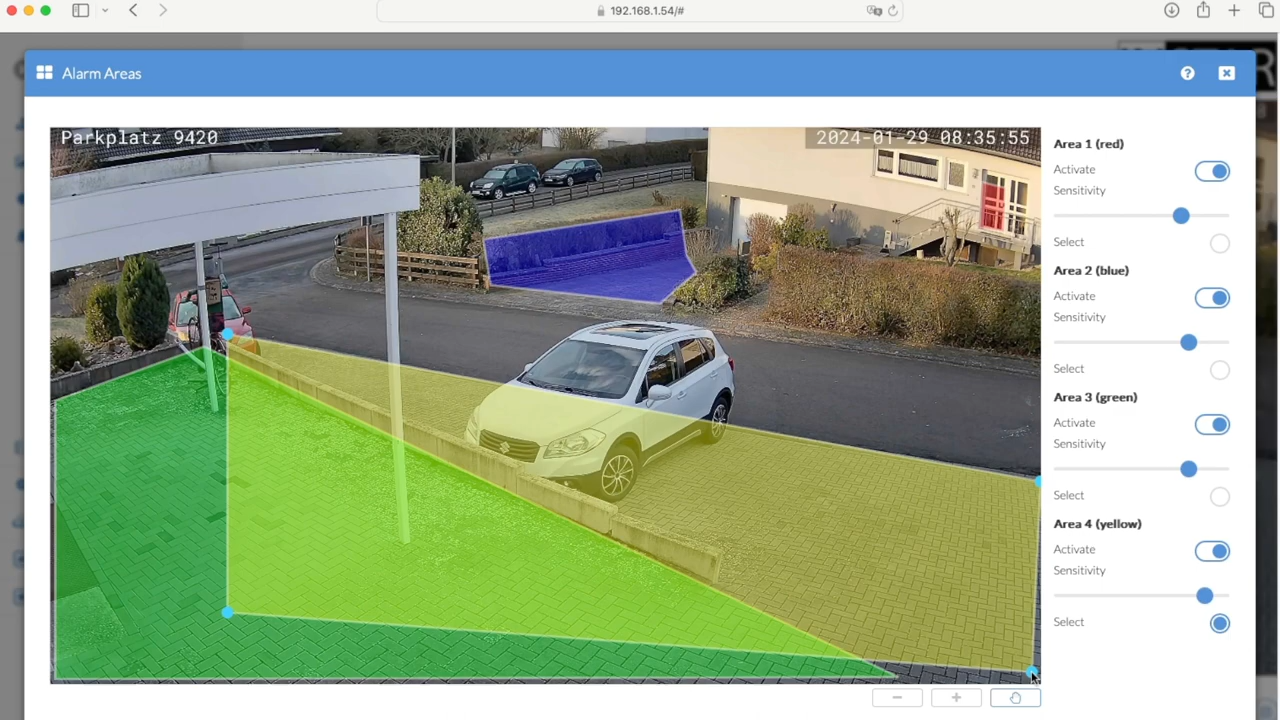 192.168.1.54/#
Alarm Areas
Parkplatz 9420
2024-01-29 08:35:55
Area 1 (red)
Activate
Sensitivity
Select
Area 2 (blue)
Activate
Sensitivity
Select
Area 3 (green)
Activate
Sensitivity
Select
Area 4 (yellow)
Activate
Sensitivity
Select